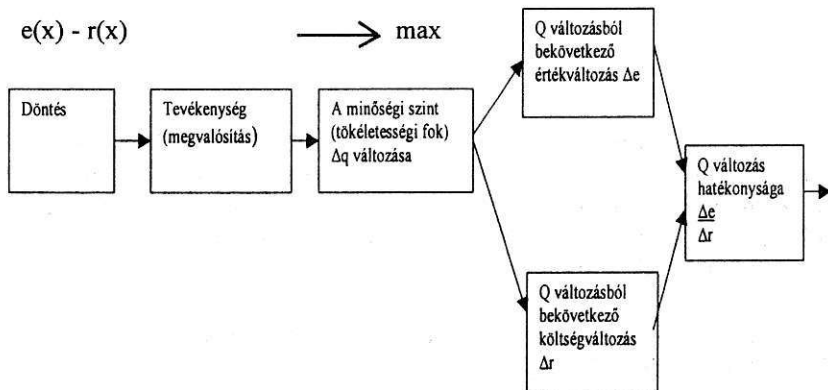 e(x) - r(x) max
Döntés
Tevékenység
(megvalósítás)
A minőségi szint
(tökéletességi fok)
Δq változása
Q változásból
bekövetkező
értékváltozás Δe
Q változásból
bekövetkező
költségváltozás
Δr
Q változás
hatékonysága
Δe
Δr